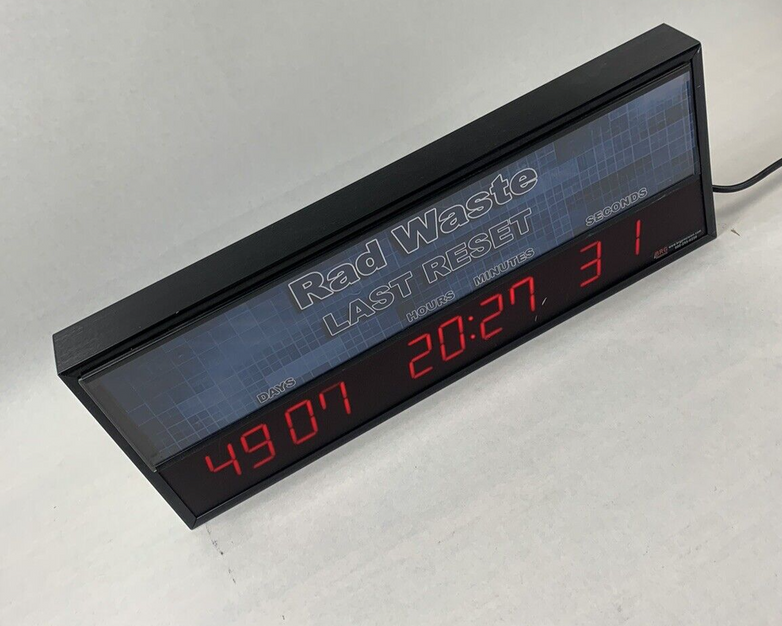 Rad Waste
LAST RESET
DAYS HOURS MINUTES SECONDS
4907 20:27 31